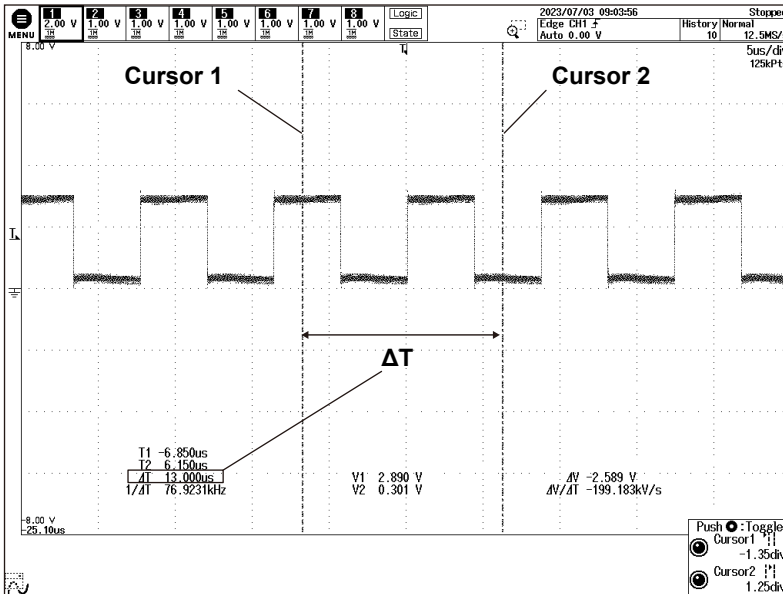 1 2 3 4 5 6 7 8 Logic 2023/07/03 09:03:56 Stoppe
2.00 V 1.00 V 1.00 V 1.00 V 1.00 V 1.00 V 1.00 V 1.00 V Edge CH1 History Normal
MENU State Auto 0.00 V 10 12.5MS/
8.00 V T 5us/di
125kPt
Cursor 1 Cursor 2
T
ΔT
T1 -6.850us
T2 6.150us
ΔT 13.000us V1 2.890 V ΔV -2.589 V
1/ΔT 76.9231kHz V2 0.301 V ΔV/ΔT -199.183kV/s
-8.00 V
-25.10us
Push :Toggle
Cursor1
-1.35div
Cursor2
1.25div